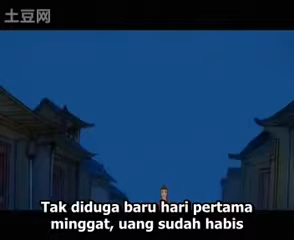 土豆网
Tak diduga baru hari pertama
minggat, uang sudah habis